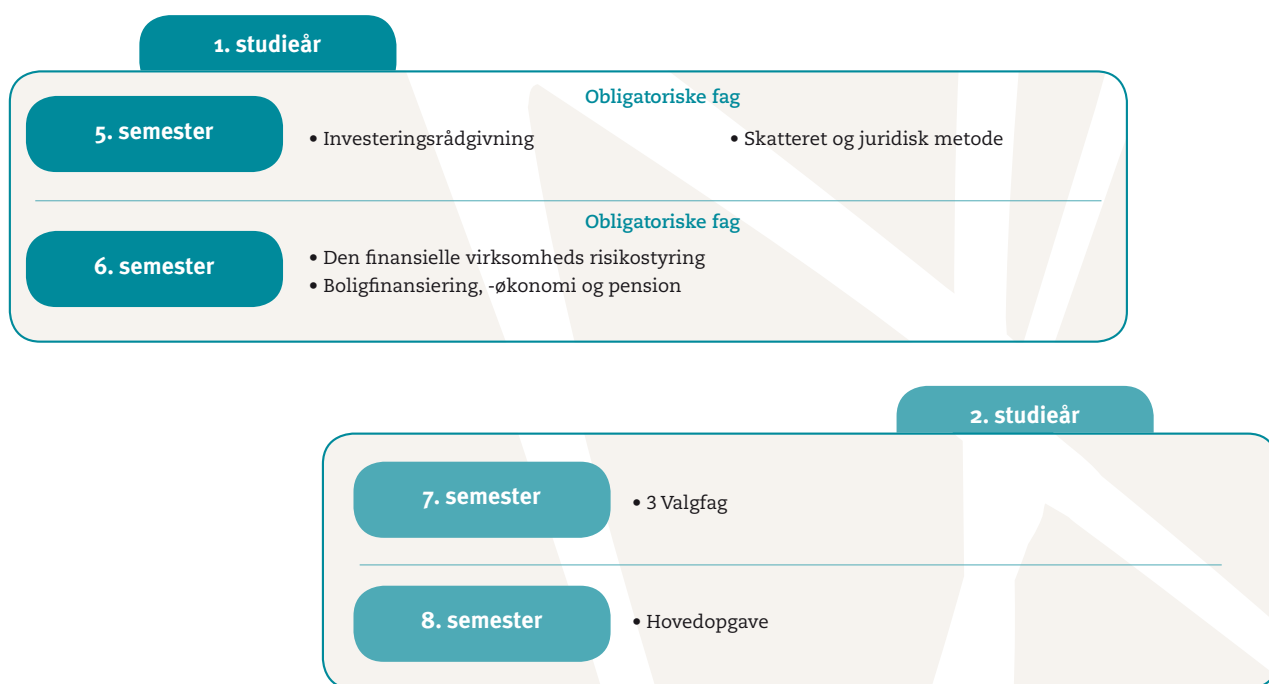 1. studieår
Obligatoriske fag
5. semester
• Investeringsrådgivning
• Skatteret og juridisk metode
Obligatoriske fag
6. semester
• Den finansielle virksomheds risikostyring
• Boligfinansiering, -økonomi og pension
2. studieår
7. semester
• 3 Valgfag
8. semester
• Hovedopgave